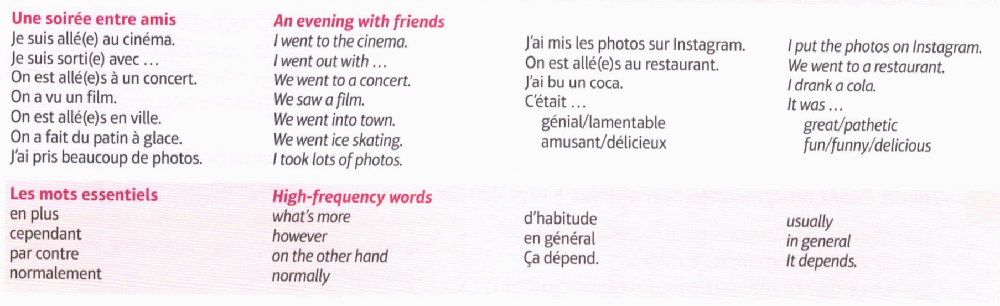 Une soirée entre amis An evening with friends
Je suis allé(e) au cinéma. I went to the cinema.
Je suis sorti(e) avec … I went out with …
On est allé(e)s à un concert. We went to a concert.
On a vu un film. We saw a film.
On est allé(e)s en ville. We went into town.
On a fait du patin à glace. We went ice skating.
J'ai pris beaucoup de photos. I took lots of photos.
J'ai mis les photos sur Instagram. I put the photos on Instagram.
On est allé(e)s au restaurant. We went to a restaurant.
J'ai bu un coca. I drank a cola.
C'était … It was …
génial/lamentable great/pathetic
amusant/délicieux fun/funny/delicious
Les mots essentiels High-frequency words
en plus what's more
cependant however
par contre on the other hand
normalement normally
d'habitude usually
en général in general
Ça dépend. It depends.